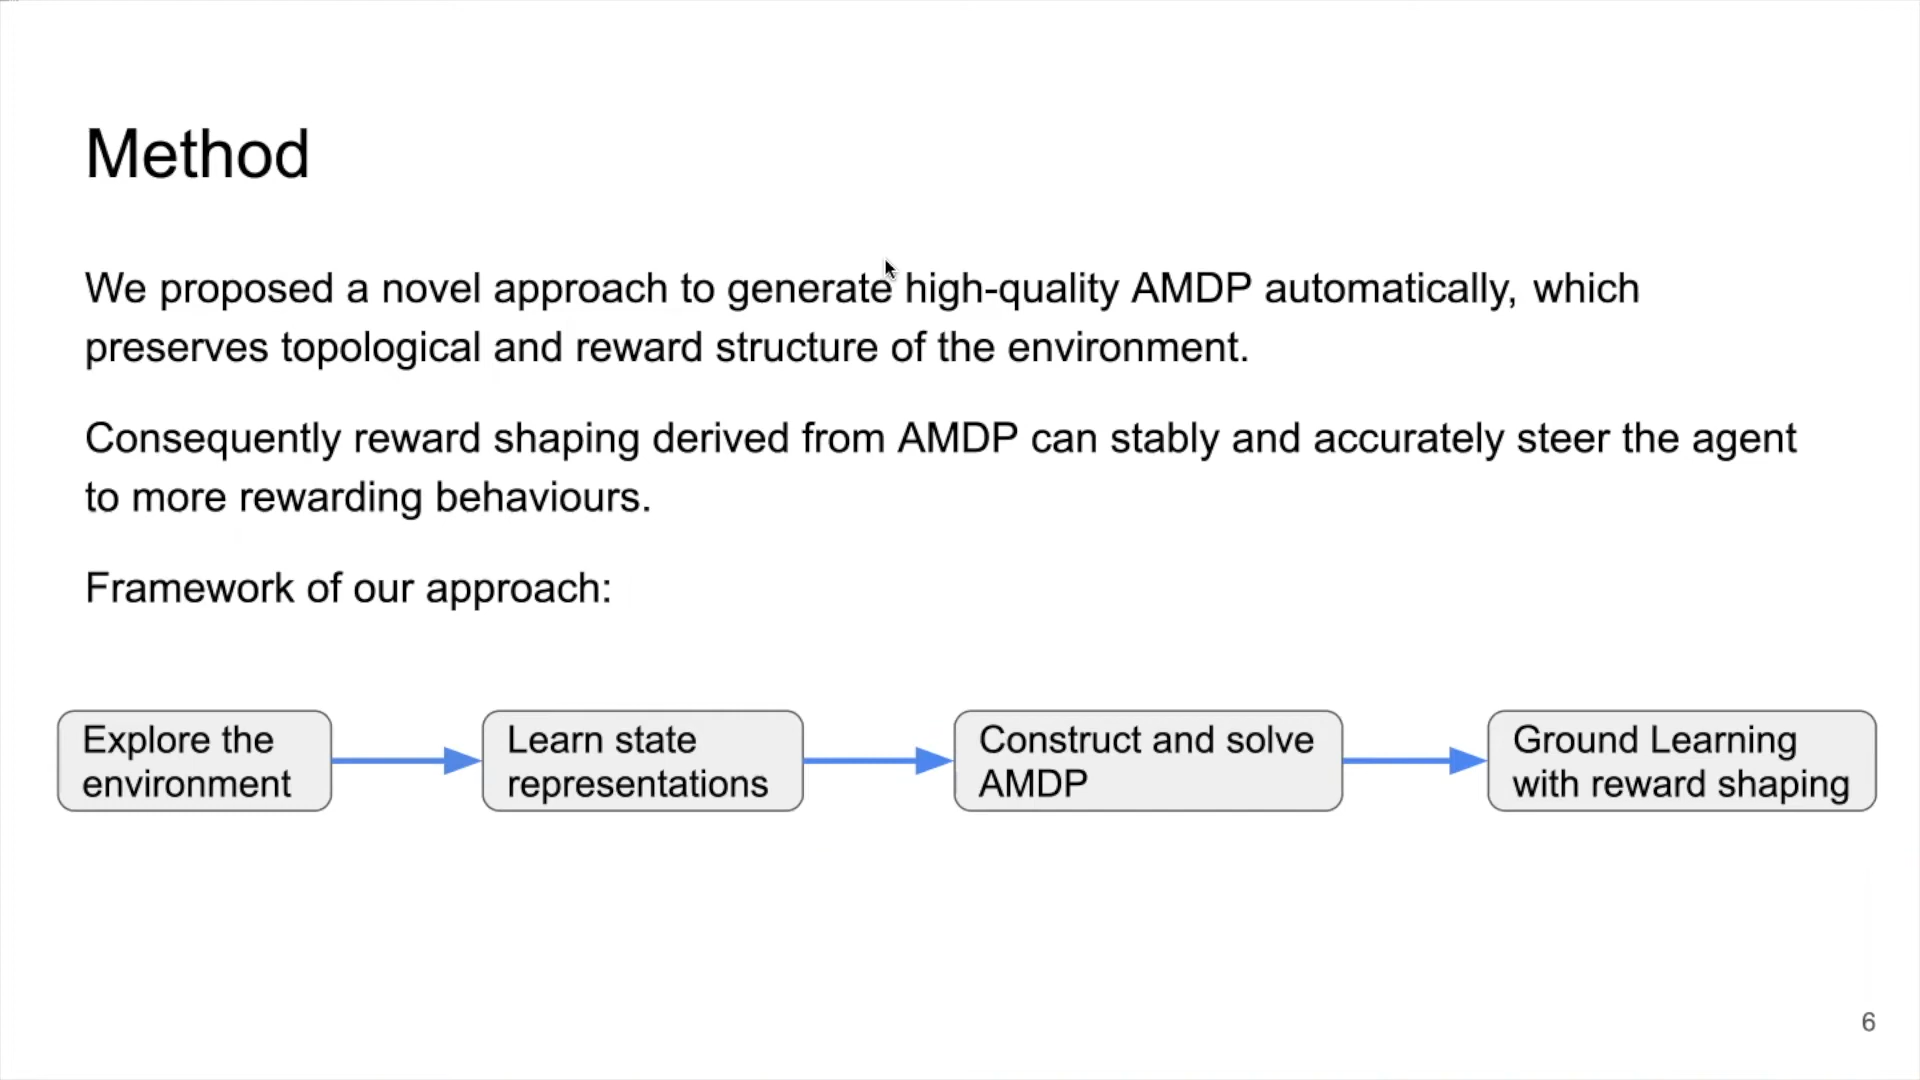 Method
We proposed a novel approach to generate high-quality AMDP automatically, which
preserves topological and reward structure of the environment.
Consequently reward shaping derived from AMDP can stably and accurately steer the agent
to more rewarding behaviours.
Framework of our approach:
Explore the
environment
Learn state
representations
Construct and solve
AMDP
Ground Learning
with reward shaping
6